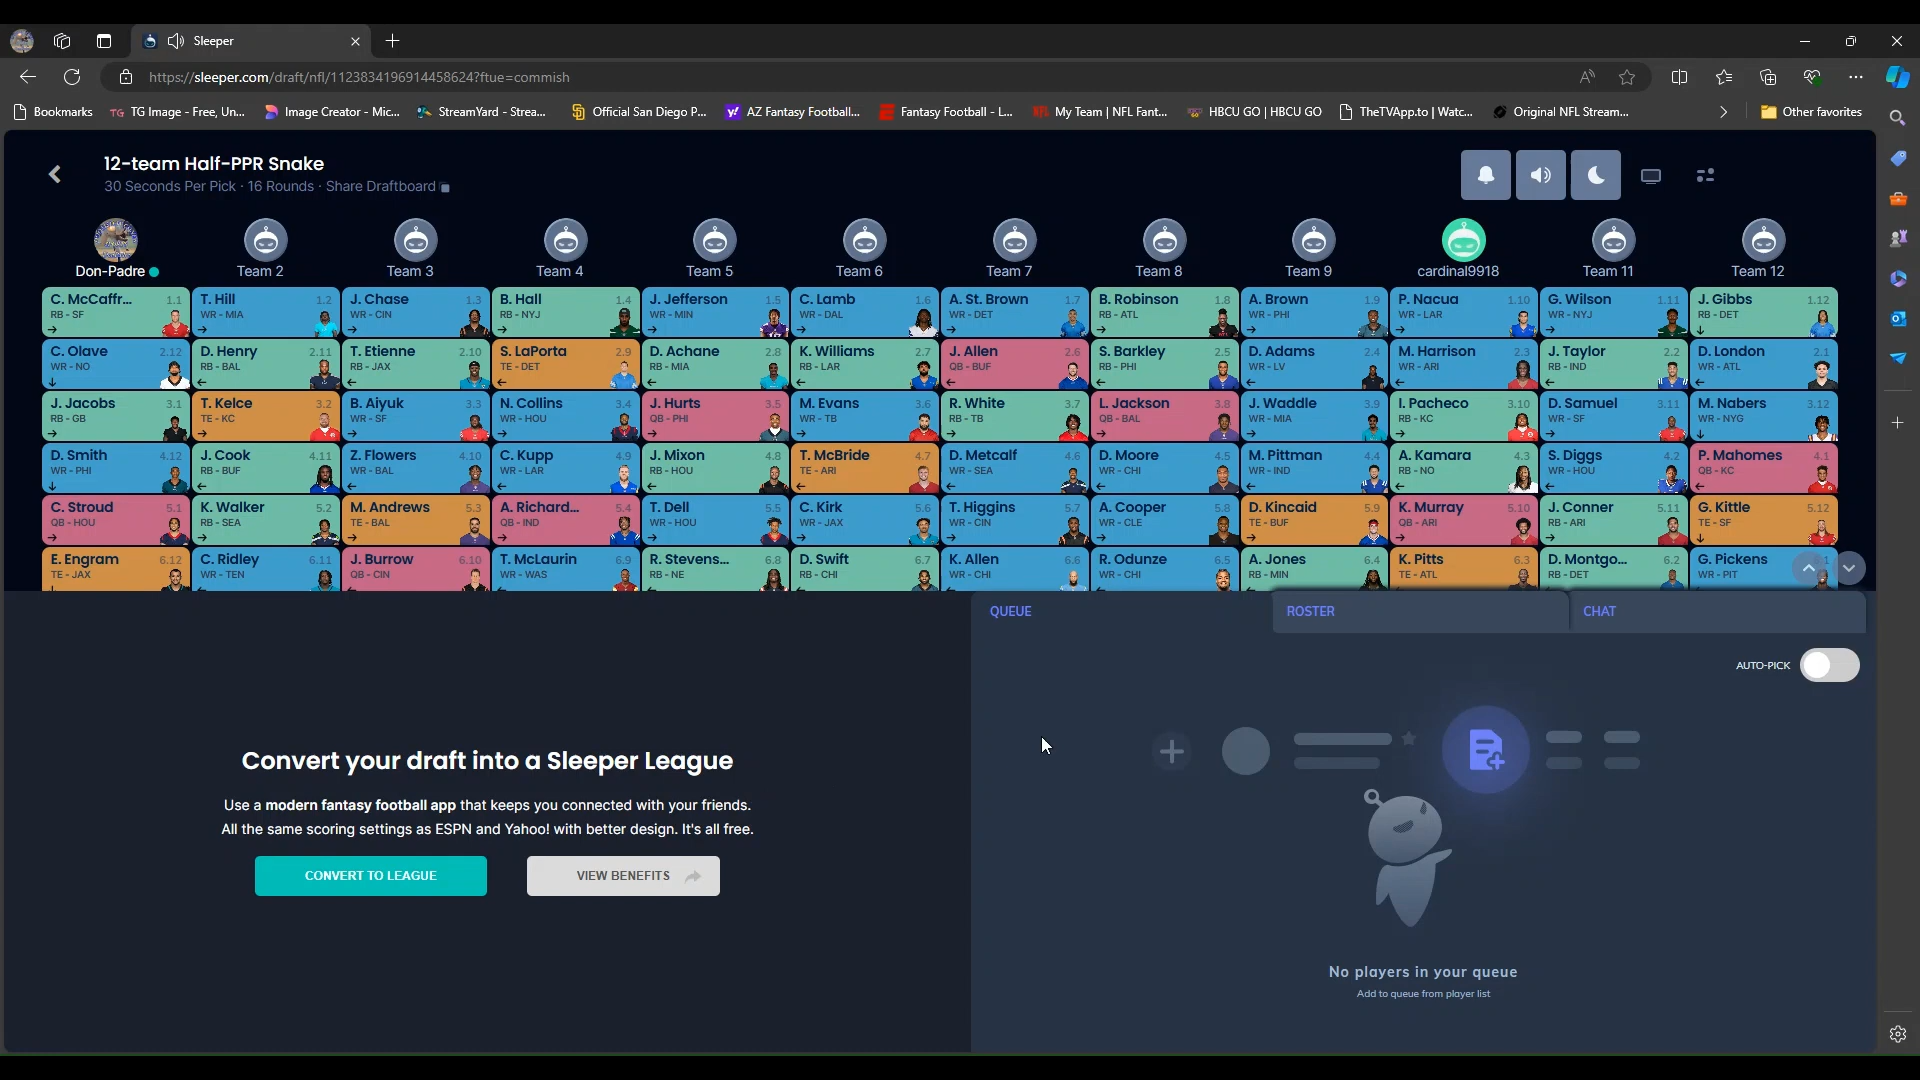 Sleeper
https://sleeper.com/draft/nfl/1123834196914458624?ftue=commish
Bookmarks TG Image - Free, Un... Image Creator - Mic... StreamYard - Strea... Official San Diego P... AZ Fantasy Football... Fantasy Football - L... My Team | NFL Fant... HBCU GO | HBCU GO TheTVApp.to | Watc... Original NFL Stream... Other favorites
12-team Half-PPR Snake
30 Seconds Per Pick · 16 Rounds · Share Draftboard
Don-Padre Team 2 Team 3 Team 4 Team 5 Team 6 Team 7 Team 8 Team 9 cardinal9918 Team 11 Team 12
C. McCaffr... 1.1 T. Hill 1.2 J. Chase 1.3 B. Hall 1.4 J. Jefferson 1.5 C. Lamb 1.6 A. St. Brown 1.7 B. Robinson 1.8 A. Brown 1.9 P. Nacua 1.10 G. Wilson 1.11 J. Gibbs 1.12
RB - SF WR - MIA WR - CIN RB - NYJ WR - MIN WR - DAL WR - DET RB - ATL WR - PHI WR - LAR WR - NYJ RB - DET
C. Olave 2.12 D. Henry 2.11 T. Etienne 2.10 S. LaPorta 2.9 D. Achane 2.8 K. Williams 2.7 J. Allen 2.6 S. Barkley 2.5 D. Adams 2.4 M. Harrison 2.3 J. Taylor 2.2 D. London 2.1
WR - NO RB - BAL RB - JAX TE - DET RB - MIA RB - LAR QB - BUF RB - PHI WR - LV WR - ARI RB - IND WR - ATL
J. Jacobs 3.1 T. Kelce 3.2 B. Aiyuk 3.3 N. Collins 3.4 J. Hurts 3.5 M. Evans 3.6 R. White 3.7 L. Jackson 3.8 J. Waddle 3.9 I. Pacheco 3.10 D. Samuel 3.11 M. Nabers 3.12
RB - GB TE - KC WR - SF WR - HOU QB - PHI WR - TB RB - TB QB - BAL WR - MIA RB - KC WR - SF WR - NYG
D. Smith 4.12 J. Cook 4.11 Z. Flowers 4.10 C. Kupp 4.9 J. Mixon 4.8 T. McBride 4.7 D. Metcalf 4.6 D. Moore 4.5 M. Pittman 4.4 A. Kamara 4.3 S. Diggs 4.2 P. Mahomes 4.1
WR - PHI RB - BUF WR - BAL WR - LAR RB - HOU TE - ARI WR - SEA WR - CHI WR - IND RB - NO WR - HOU QB - KC
C. Stroud 5.1 K. Walker 5.2 M. Andrews 5.3 A. Richard... 5.4 T. Dell 5.5 C. Kirk 5.6 T. Higgins 5.7 A. Cooper 5.8 D. Kincaid 5.9 K. Murray 5.10 J. Conner 5.11 G. Kittle 5.12
QB - HOU RB - SEA TE - BAL QB - IND WR - HOU WR - JAX WR - CIN WR - CLE TE - BUF QB - ARI RB - ARI TE - SF
E. Engram 6.12 C. Ridley 6.11 J. Burrow 6.10 T. McLaurin 6.9 R. Stevens... 6.8 D. Swift 6.7 K. Allen 6.6 R. Odunze 6.5 A. Jones 6.4 K. Pitts 6.3 D. Montgo... 6.2 G. Pickens
TE - JAX WR - TEN QB - CIN WR - WAS RB - NE RB - CHI WR - CHI WR - CHI RB - MIN TE - ATL RB - DET WR - PIT
QUEUE ROSTER CHAT
AUTO-PICK
Convert your draft into a Sleeper League
Use a modern fantasy football app that keeps you connected with your friends.
All the same scoring settings as ESPN and Yahoo! with better design. It's all free.
CONVERT TO LEAGUE VIEW BENEFITS
No players in your queue
Add to queue from player list